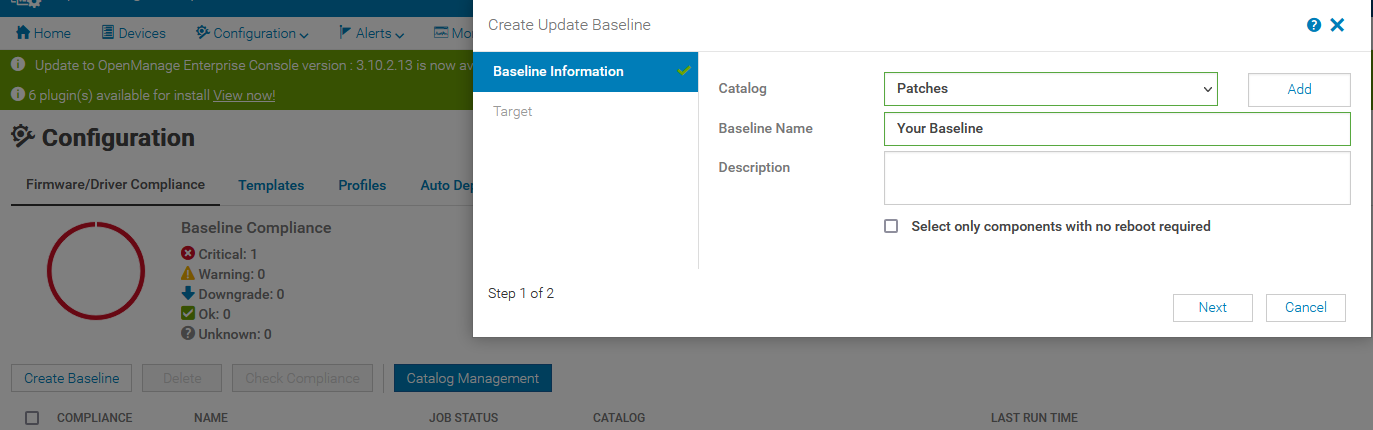 Create Update Baseline
Home Devices Configuration Alerts
Update to OpenManage Enterprise Console version : 3.10.2.13 is now
6 plugin(s) available for install View now!
Configuration
Firmware/Driver Compliance Templates Profiles Auto
Baseline Compliance
Critical: 1
Warning: 0
Downgrade: 0
Ok: 0
Unknown: 0
Create Baseline Delete Check Compliance Catalog Management
COMPLIANCE NAME JOB STATUS CATALOG LAST RUN TIME
Baseline Information
Target
Catalog Patches Add
Baseline Name Your Baseline
Description
Select only components with no reboot required
Step 1 of 2
Next Cancel